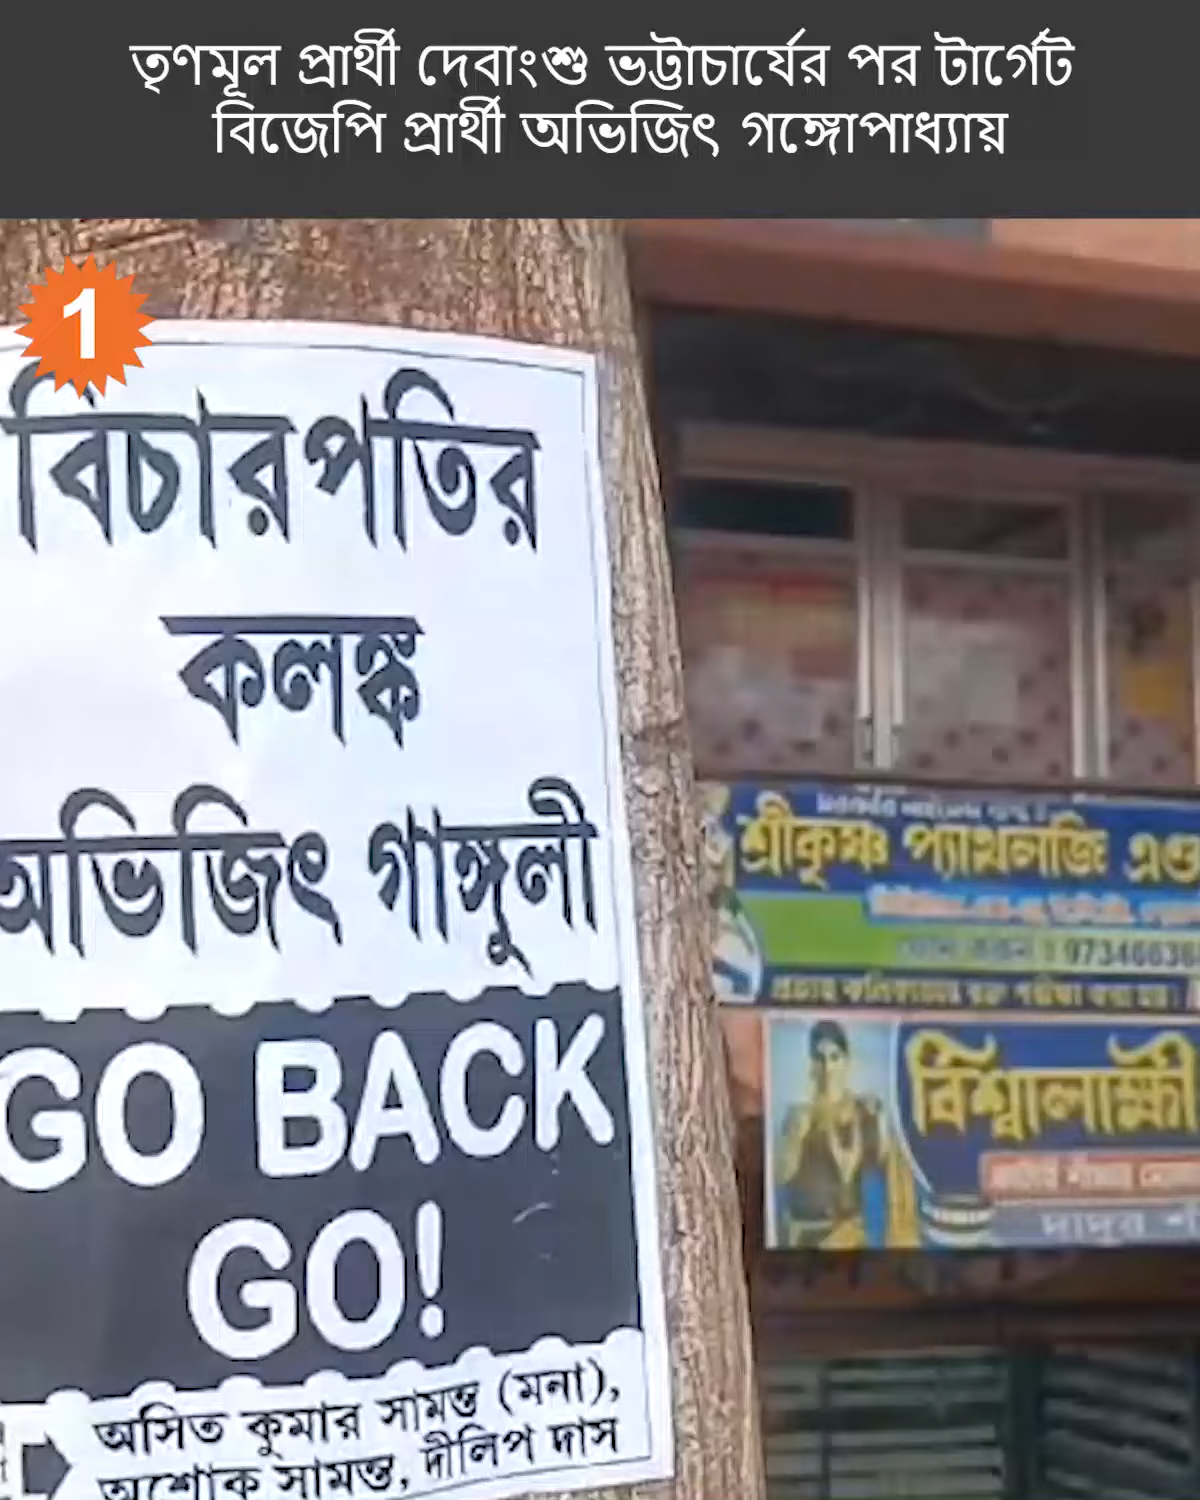 তৃণমূল প্রার্থী দেবাংশু ভট্টাচার্যের পর টার্গেট
বিজেপি প্রার্থী অভিজিৎ গঙ্গোপাধ্যায়
1
বিচারপতির
কলঙ্ক
অভিজিৎ গাঙ্গুলী
GO BACK
GO!
অসিত কুমার সামন্ত (মনা),
অশোক সামন্ত, দীলিপ দাস
শ্রীকৃষ্ণ প্যাথলজি এণ্ড
9734663
বিশ্বালাক্ষী
দাদুর